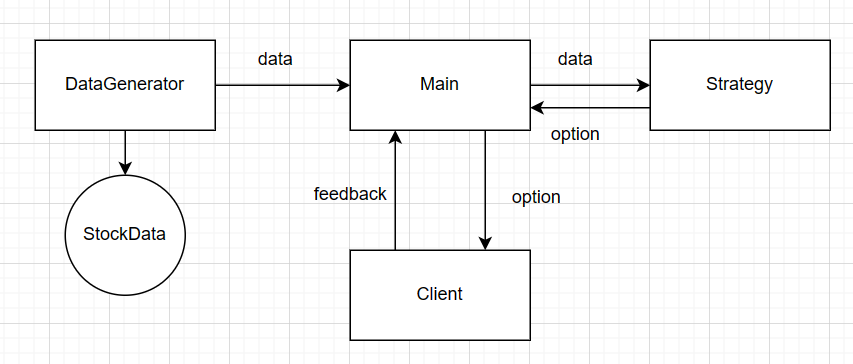 data
data
DataGenerator
Main
Strategy
option
feedback
option
StockData
Client